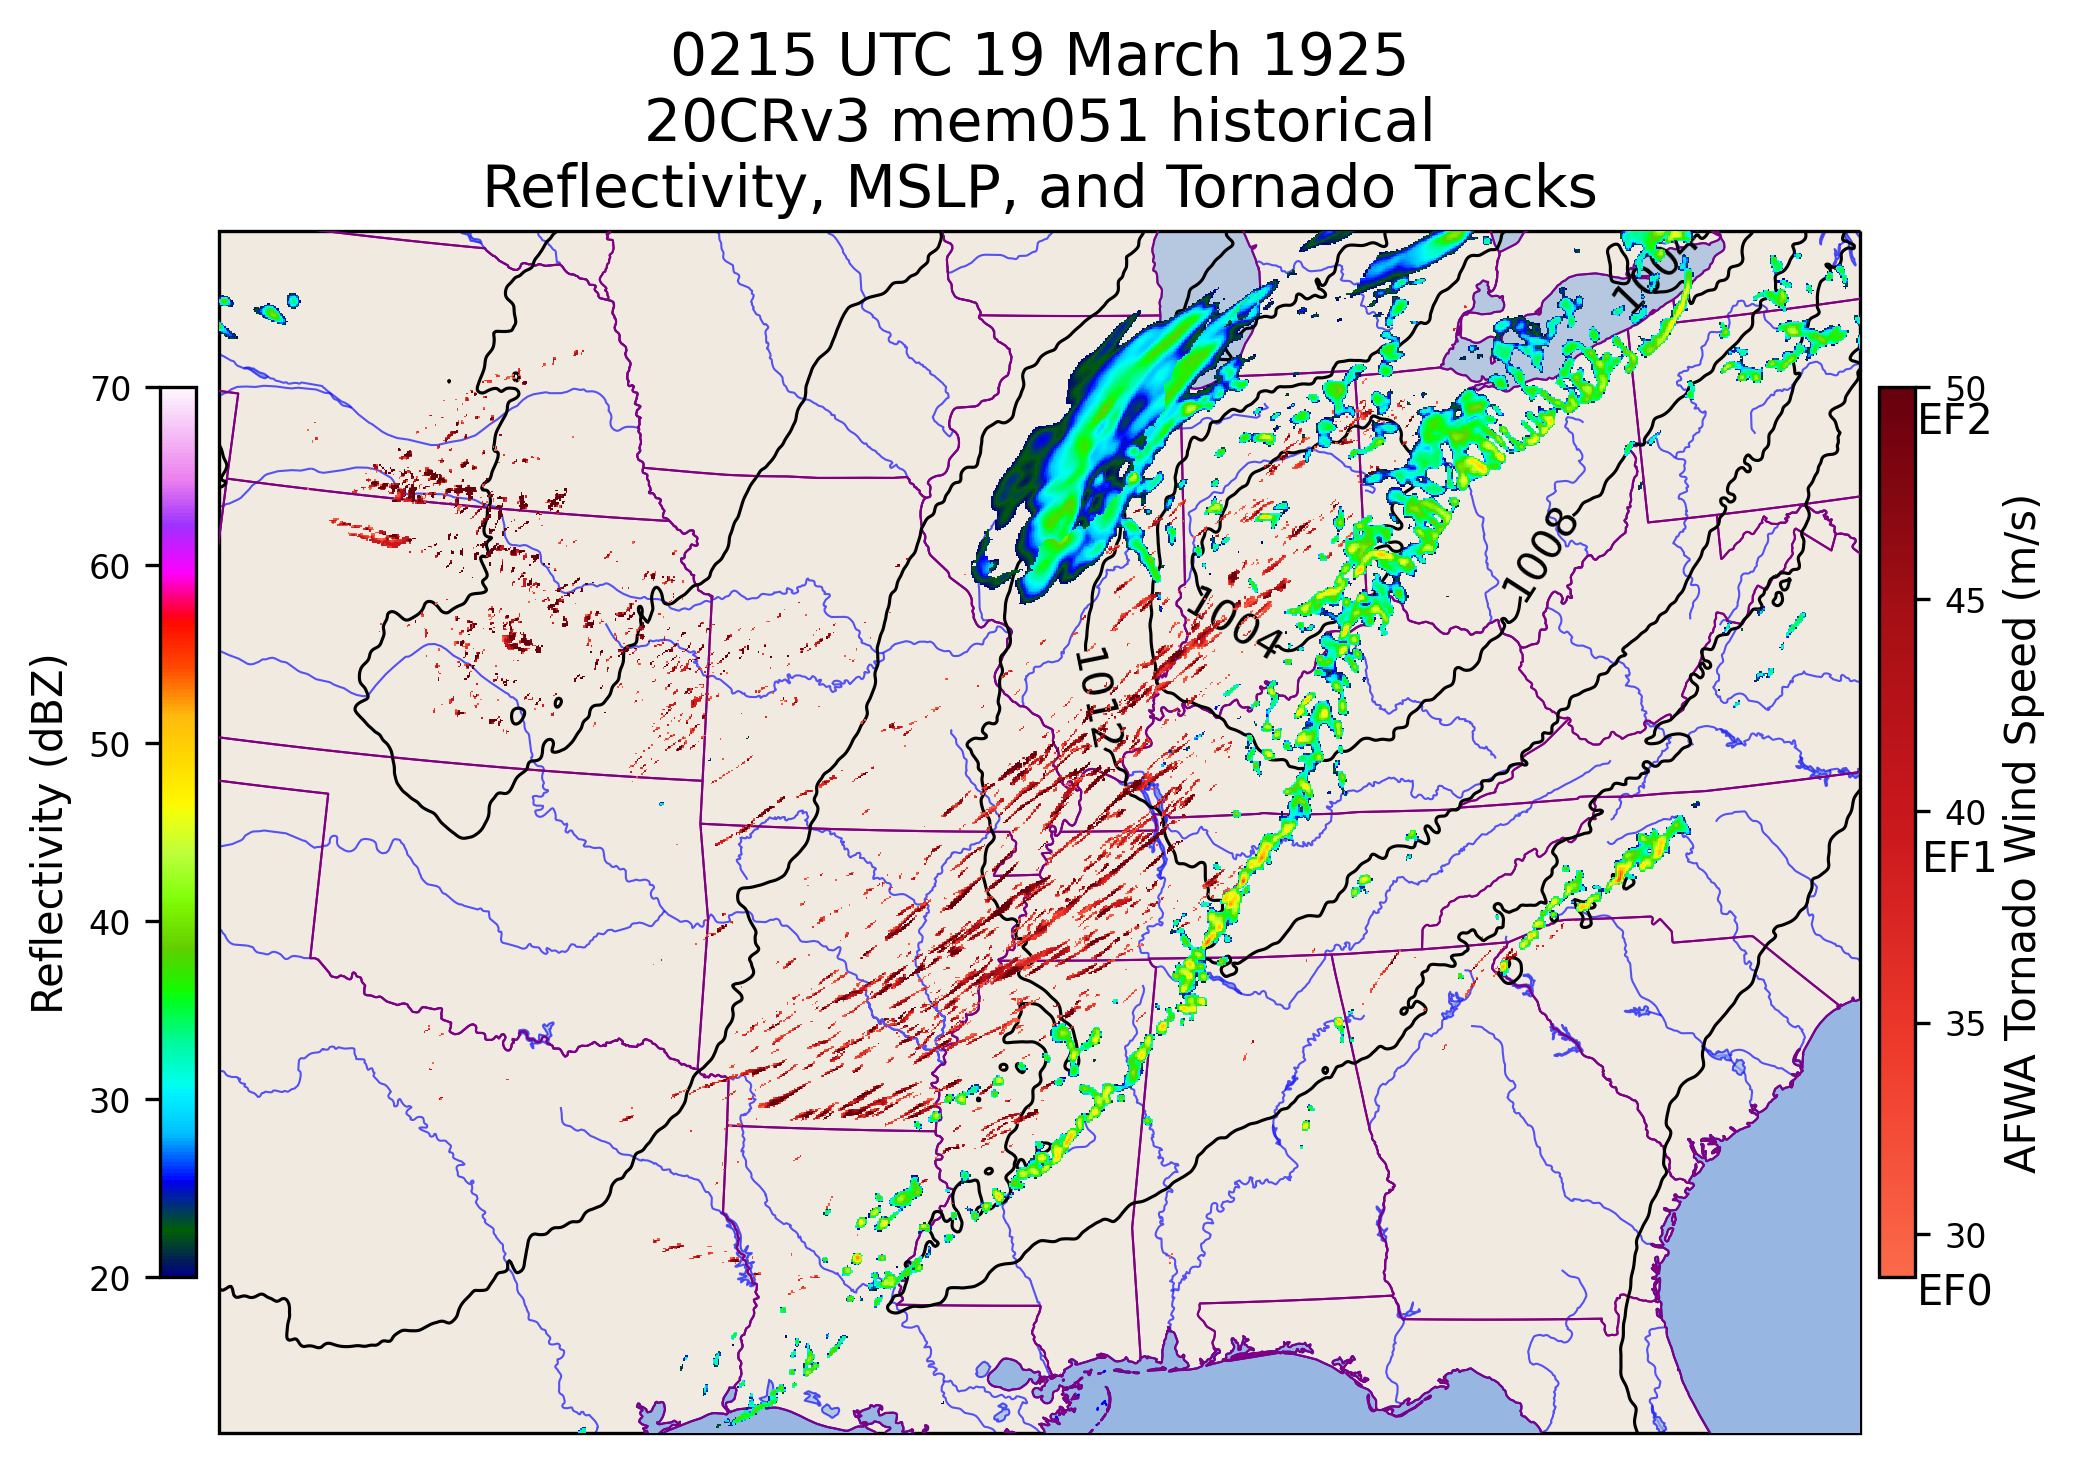 0215 UTC 19 March 1925
20CRv3 mem051 historical
Reflectivity, MSLP, and Tornado Tracks
70
60
50
40
30
20
Reflectivity (dBZ)
1008
1004
1012
50
EF2
45
40
EF1
35
30
EF0
AFWA Tornado Wind Speed (m/s)